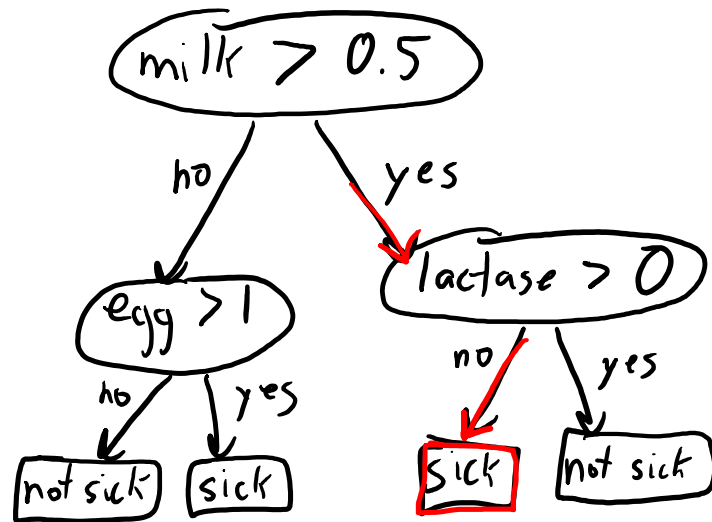 milk > 0.5
no
yes
lactase > 0
egg > 1
no
yes
no
yes
not sick
sick
sick
not sick